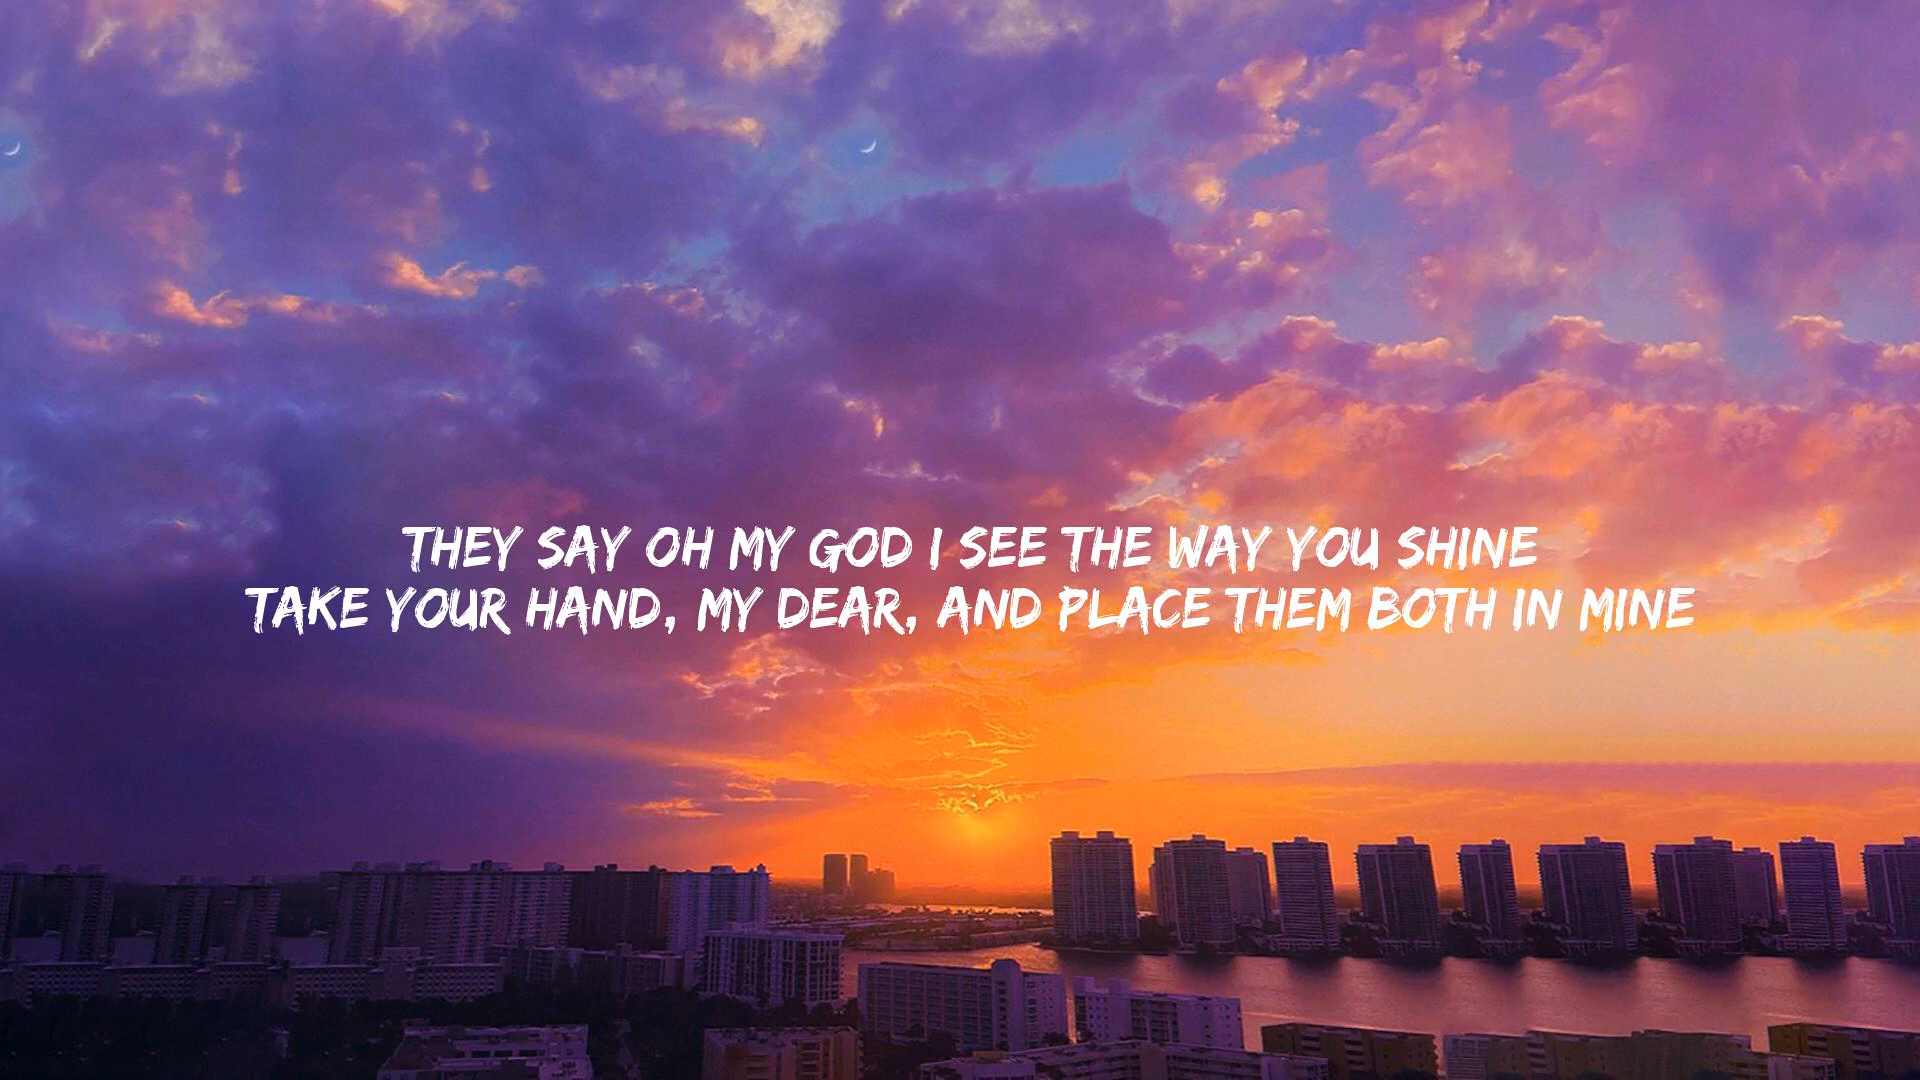 THEY SAY OH MY GOD I SEE THE WAY YOU SHINE
TAKE YOUR HAND, MY DEAR, AND PLACE THEM BOTH IN MINE